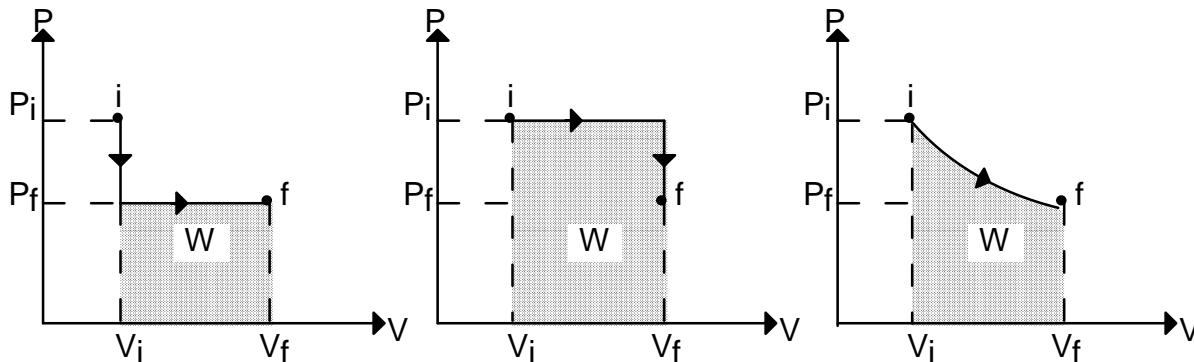 P P P
Pi i Pi i Pi i
Pf f Pf f Pf f
W W W
V V V
Vi Vf Vi Vf Vi Vf